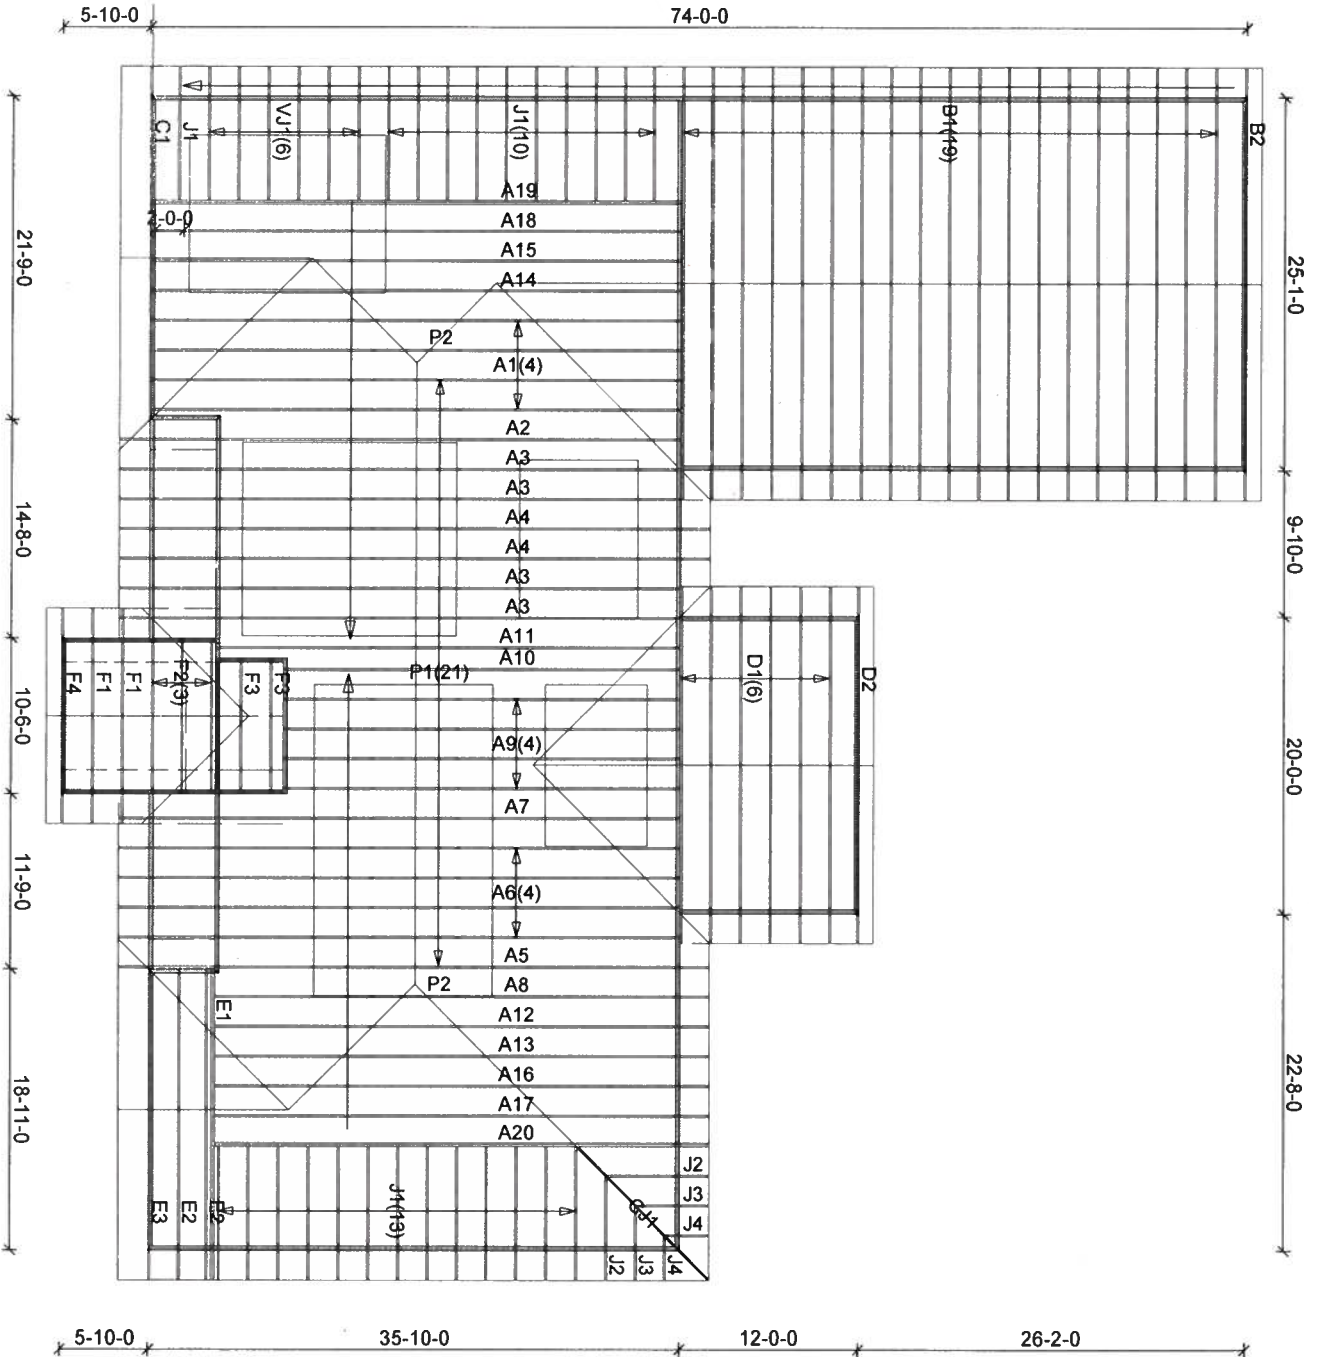 5-10-0
74-0-0
C1
J1
VJ1(6)
J1(10)
B1(19)
B2
A19
A18
A15
A14
P2
A1(4)
21-9-0
25-1-0
A2
A3
A3
A4
A4
A3
A3
14-8-0
9-10-0
A11
A10
P1(21)
F4
F1
F1
F2(3)
F3
F3
D1(6)
D2
10-6-0
A9(4)
20-0-0
A7
A6(4)
11-9-0
A5
P2
A8
E1
A12
A13
A16
A17
A20
18-11-0
22-8-0
J2
J3
J4
E3
E2
E2
J1(13)
CJ1
J2
J3
J4
5-10-0
35-10-0
12-0-0
26-2-0